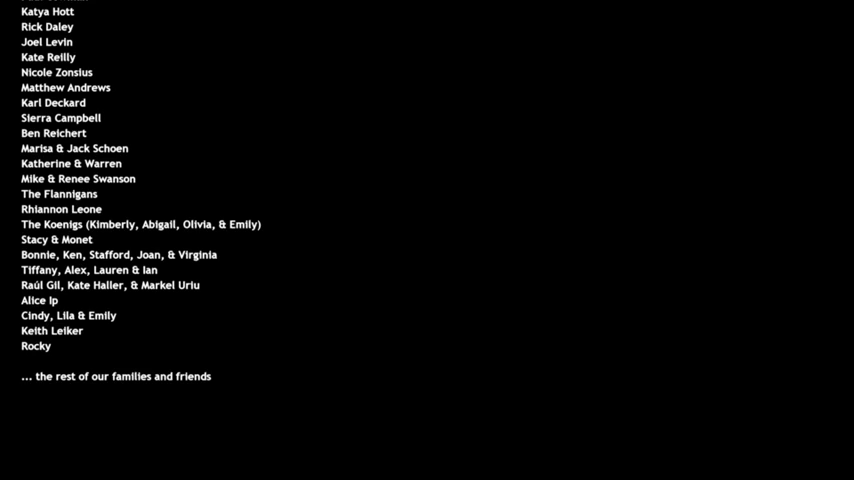 Katya Hott
Rick Daley
Joel Levin
Kate Reilly
Nicole Zonsius
Matthew Andrews
Karl Deckard
Sierra Campbell
Ben Reichert
Marisa & Jack Schoen
Katherine & Warren
Mike & Renee Swanson
The Flannigans
Rhiannon Leone
The Koenigs (Kimberly, Abigail, Olivia, & Emily)
Stacy & Monet
Bonnie, Ken, Stafford, Joan, & Virginia
Tiffany, Alex, Lauren & Ian
Raúl Gil, Kate Haller, & Markel Uriu
Alice Ip
Cindy, Lila & Emily
Keith Leiker
Rocky
... the rest of our families and friends